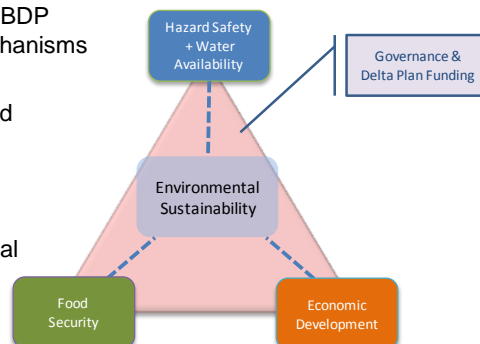 BDP
hanisms
d
al
Hazard Safety
+ Water
Availability
Governance &
Delta Plan Funding
Environmental
Sustainability
Food
Security
Economic
Development